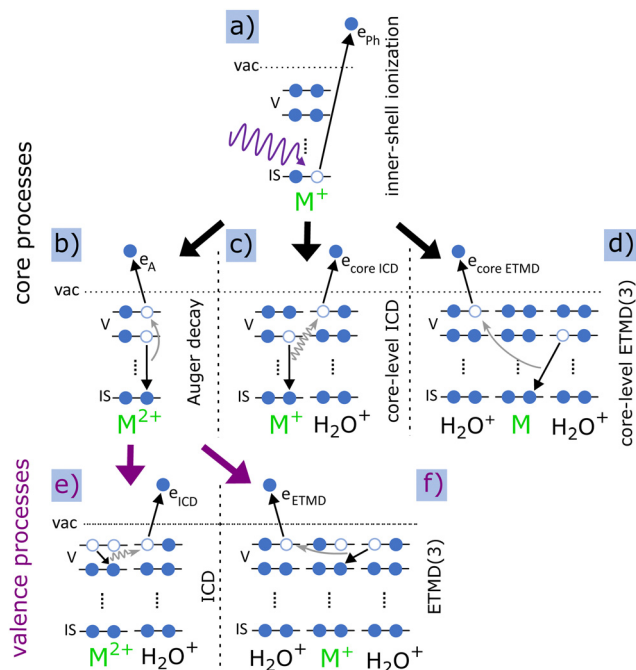 a)
e_Ph
vac
V
IS
M⁺
inner-shell ionization
core processes
b)
e_A
vac
V
IS
M²⁺
Auger decay
c)
e_core ICD
M⁺ H₂O⁺
core-level ICD
d)
e_core ETMD
V
IS
H₂O⁺ M H₂O⁺
core-level ETMD(3)
valence processes
e)
e_ICD
vac
V
IS
M²⁺ H₂O⁺
ICD
f)
e_ETMD
H₂O⁺ M⁺ H₂O⁺
ETMD(3)